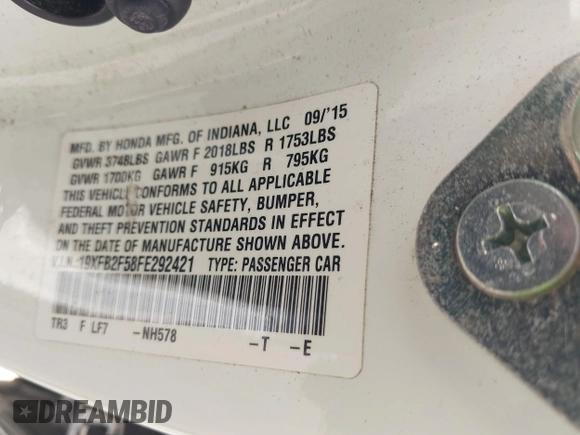 MFD. BY HONDA MFG. OF INDIANA, LLC 09/'15
GVWR 3748LBS GAWR F 2018LBS R 1753LBS
GVWR 1700KG GAWR F 915KG R 795KG
THIS VEHICLE CONFORMS TO ALL APPLICABLE
FEDERAL MOTOR VEHICLE SAFETY, BUMPER,
AND THEFT PREVENTION STANDARDS IN EFFECT
ON THE DATE OF MANUFACTURE SHOWN ABOVE.
V.I.N. 19XFB2F58FE292421 TYPE: PASSENGER CAR
TR3 F LF7 -NH578 -T -E
DREAMBID